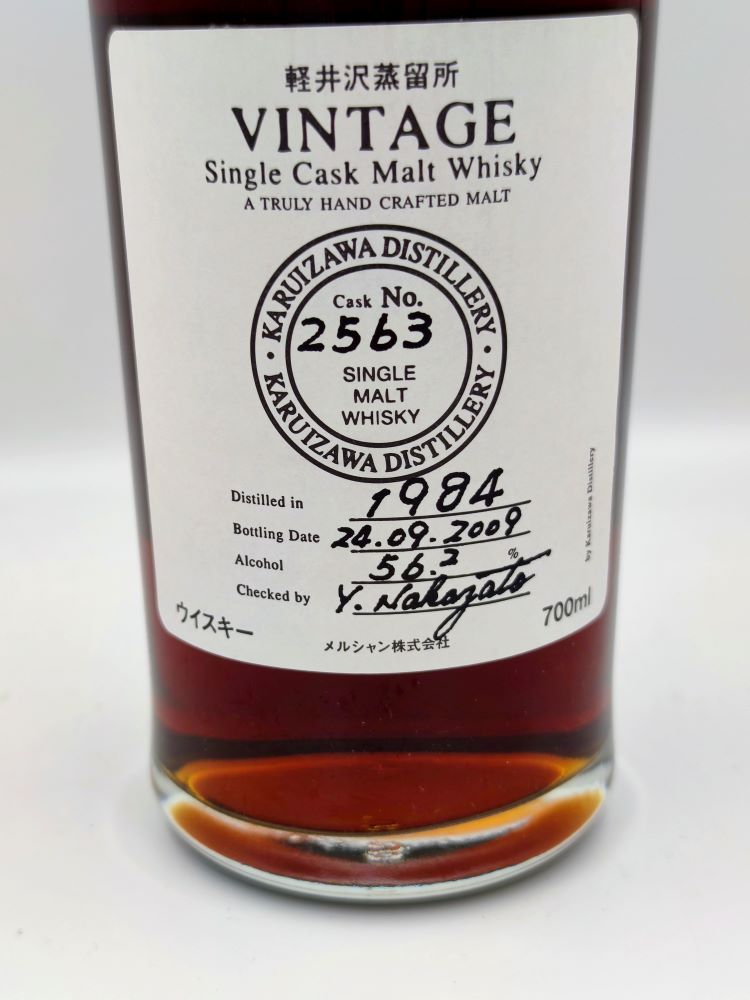 軽井沢蒸留所
VINTAGE
Single Cask Malt Whisky
A TRULY HAND CRAFTED MALT
· KARUIZAWA DISTILLERY ·
Cask No.
2563
SINGLE
MALT
WHISKY
KARUIZAWA DISTILLERY
Distilled in 1984
Bottling Date 24.09.2009
Alcohol 56.2 %
Checked by Y. Nakazato
by Karuizawa Distillery
ウイスキー
700ml
メルシャン株式会社